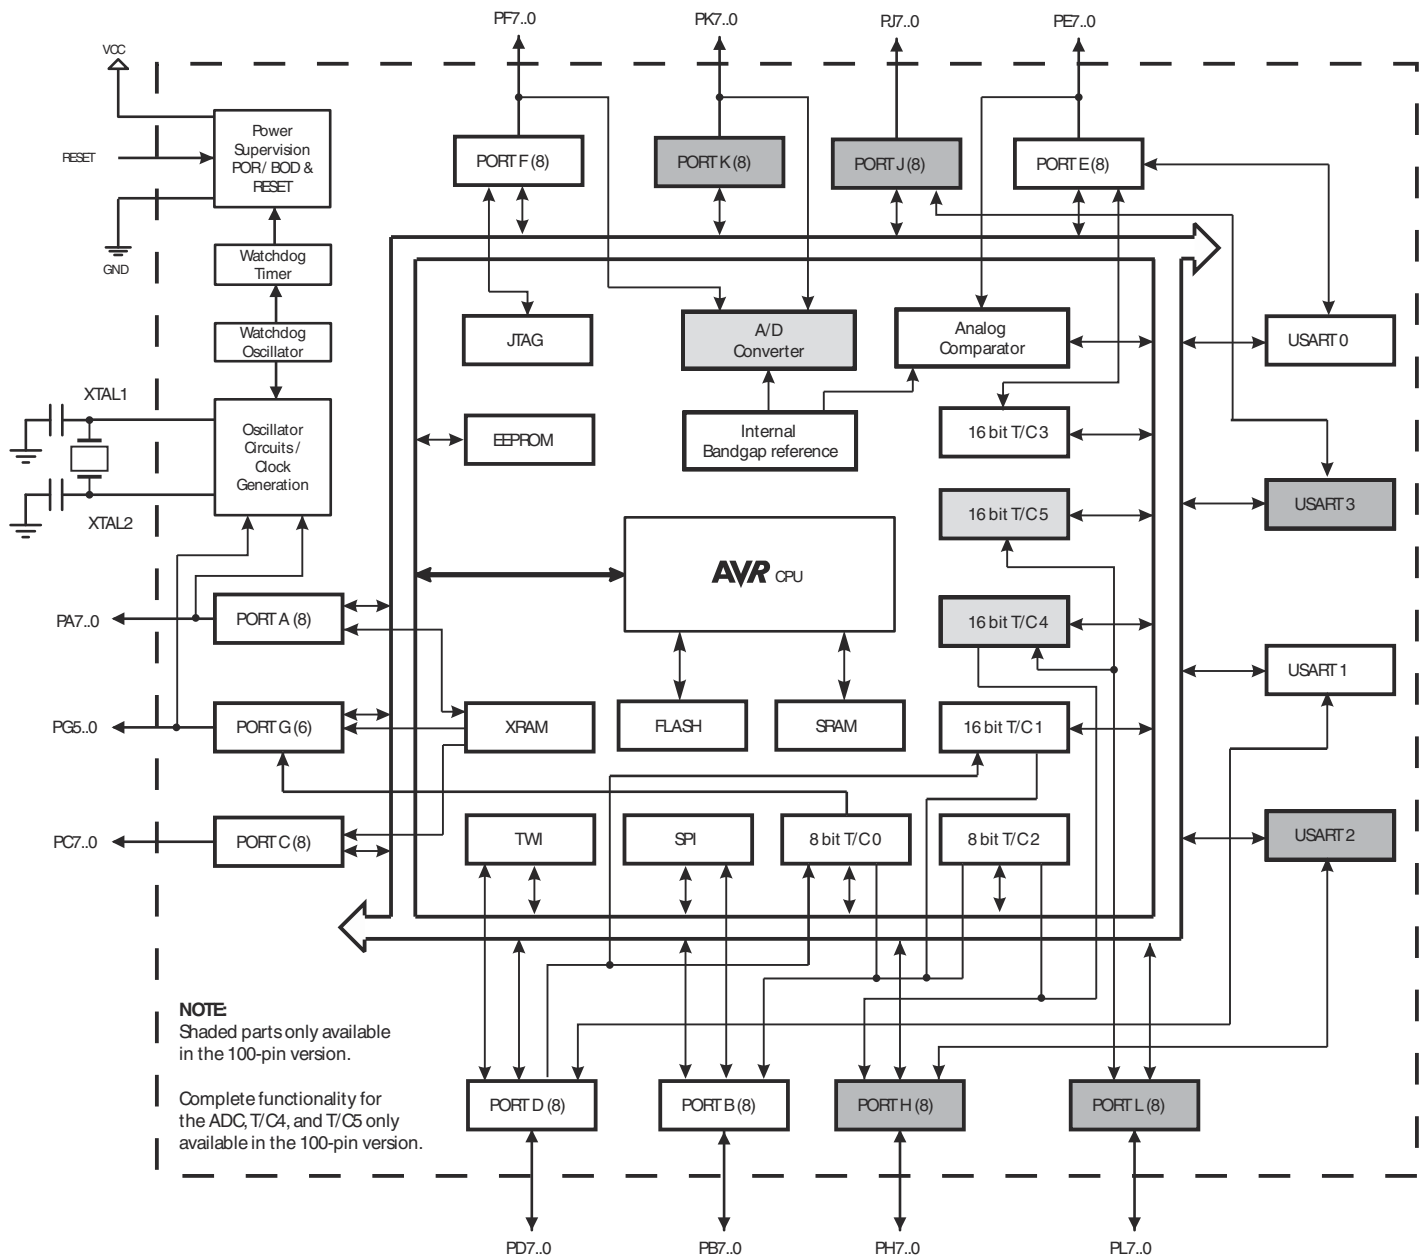 PF7..0
PK7..0
PJ7..0
PE7..0
VCC
RESET
GND
Power
Supervision
POR / BOD &
RESET
PORT F (8)
PORT K (8)
PORT J (8)
PORT E (8)
Watchdog
Timer
Watchdog
Oscillator
JTAG
A/D
Converter
Analog
Comparator
USART 0
XTAL1
Oscillator
Circuits /
Clock
Generation
XTAL2
EEPROM
Internal
Bandgap reference
16 bit T/C 3
16 bit T/C 5
USART 3
AVR CPU
PA7..0
PORT A (8)
16 bit T/C 4
USART 1
PG5..0
PORT G (6)
XRAM
FLASH
SRAM
16 bit T/C 1
PC7..0
PORT C (8)
TWI
SPI
8 bit T/C 0
8 bit T/C 2
USART 2
NOTE:
Shaded parts only available
in the 100-pin version.
Complete functionality for
the ADC, T/C4, and T/C5 only
available in the 100-pin version.
PORT D (8)
PORT B (8)
PORT H (8)
PORT L (8)
PD7..0
PB7..0
PH7..0
PL7..0